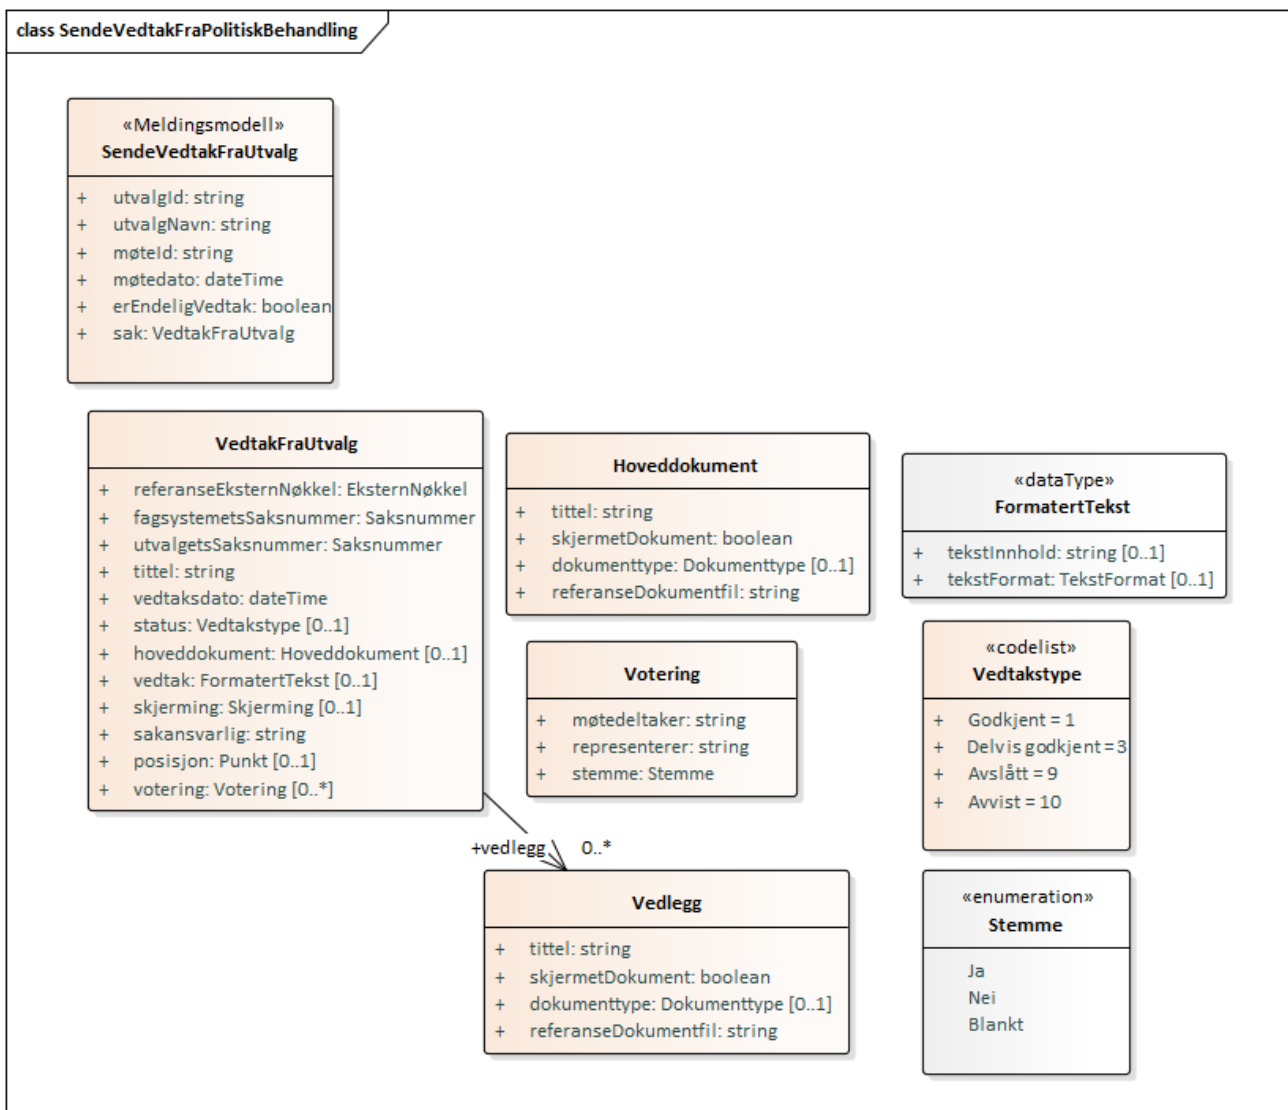 class SendeVedtakFraPolitiskBehandling
«Meldingsmodell»
SendeVedtakFraUtvalg
+ utvalgId: string
+ utvalgNavn: string
+ møteId: string
+ møtedato: dateTime
+ erEndeligVedtak: boolean
+ sak: VedtakFraUtvalg
VedtakFraUtvalg
+ referanseEksternNøkkel: EksternNøkkel
+ fagsystemetsSaksnummer: Saksnummer
+ utvalgetsSaksnummer: Saksnummer
+ tittel: string
+ vedtaksdato: dateTime
+ status: Vedtakstype [0..1]
+ hoveddokument: Hoveddokument [0..1]
+ vedtak: FormatertTekst [0..1]
+ skjerming: Skjerming [0..1]
+ sakansvarlig: string
+ posisjon: Punkt [0..1]
+ votering: Votering [0..*]
Hoveddokument
+ tittel: string
+ skjermetDokument: boolean
+ dokumenttype: Dokumenttype [0..1]
+ referanseDokumentfil: string
«dataType»
FormatertTekst
+ tekstInnhold: string [0..1]
+ tekstFormat: TekstFormat [0..1]
Votering
+ møtedeltaker: string
+ representerer: string
+ stemme: Stemme
«codelist»
Vedtakstype
+ Godkjent = 1
+ Delvis godkjent = 3
+ Avslått = 9
+ Avvist = 10
+vedlegg 0..*
Vedlegg
+ tittel: string
+ skjermetDokument: boolean
+ dokumenttype: Dokumenttype [0..1]
+ referanseDokumentfil: string
«enumeration»
Stemme
Ja
Nei
Blankt